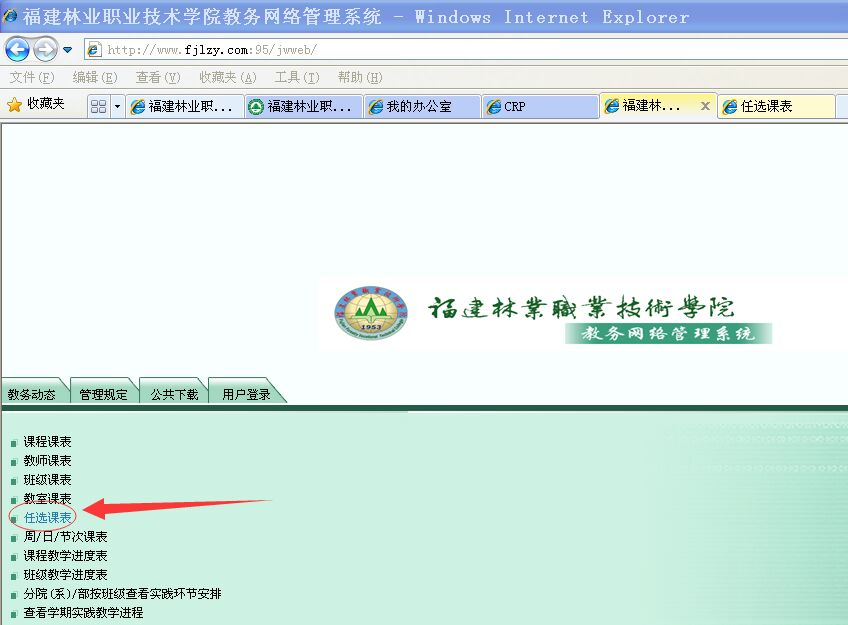 福建林业职业技术学院教务网络管理系统 - Windows Internet Explorer
http://www.fjlzy.com:95/jwweb/
文件(F) 编辑(E) 查看(V) 收藏夹(A) 工具(T) 帮助(H)
收藏夹 福建林业职... 福建林业职... 我的办公室 CRP 福建林... X 任选课表
福建林業職業技術學院
教务网络管理系统
1953
教务动态 管理规定 公共下载 用户登录
课程课表
教师课表
班级课表
教室课表
任选课表
周/日/节次课表
课程教学进度表
班级教学进度表
分院(系)/部按班级查看实践环节安排
查看学期实践教学进程